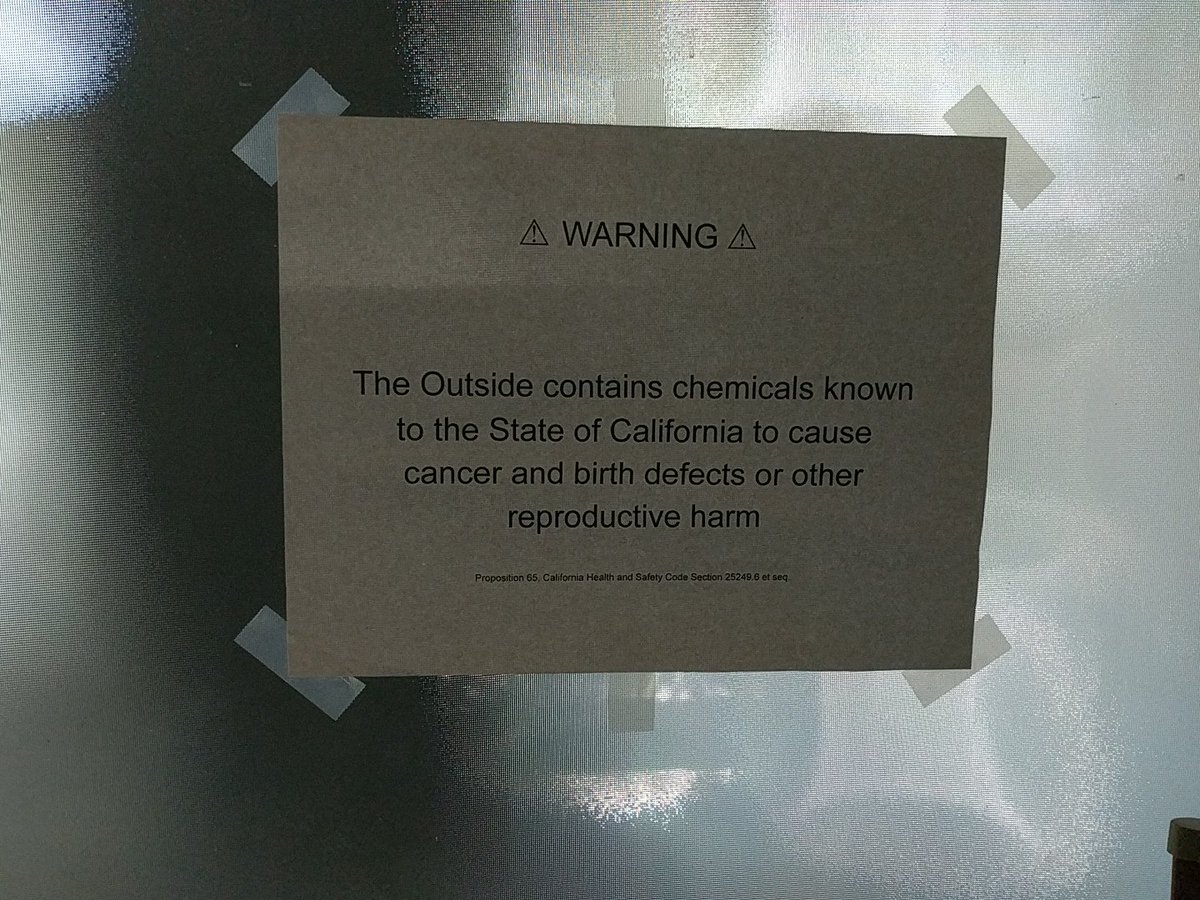 ⚠ WARNING ⚠
The Outside contains chemicals known
to the State of California to cause
cancer and birth defects or other
reproductive harm
Proposition 65, California Health and Safety Code Section 25249.6 et seq.